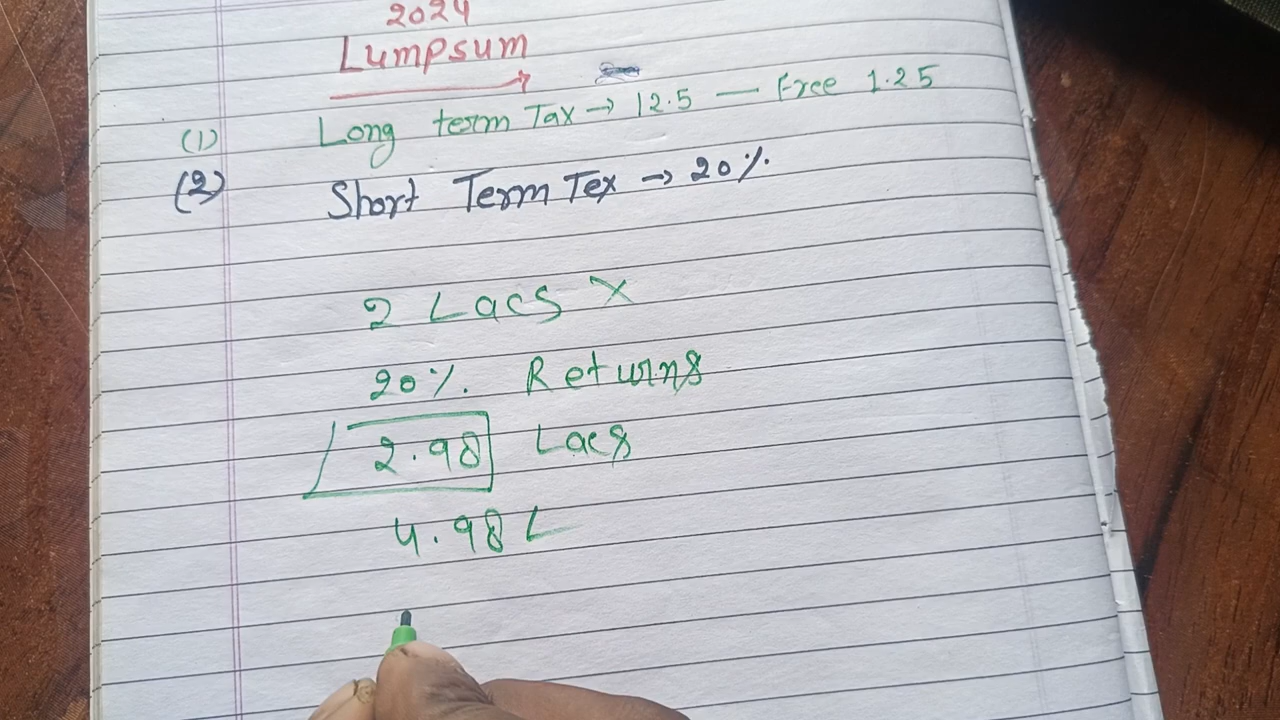 2024
Lumpsum
(1) Long term Tax → 12.5 — Free 1.25
(2) Short Term Tex → 20%
2 Lacs ×
20% Returns
2.98 Lacs
4.98 L